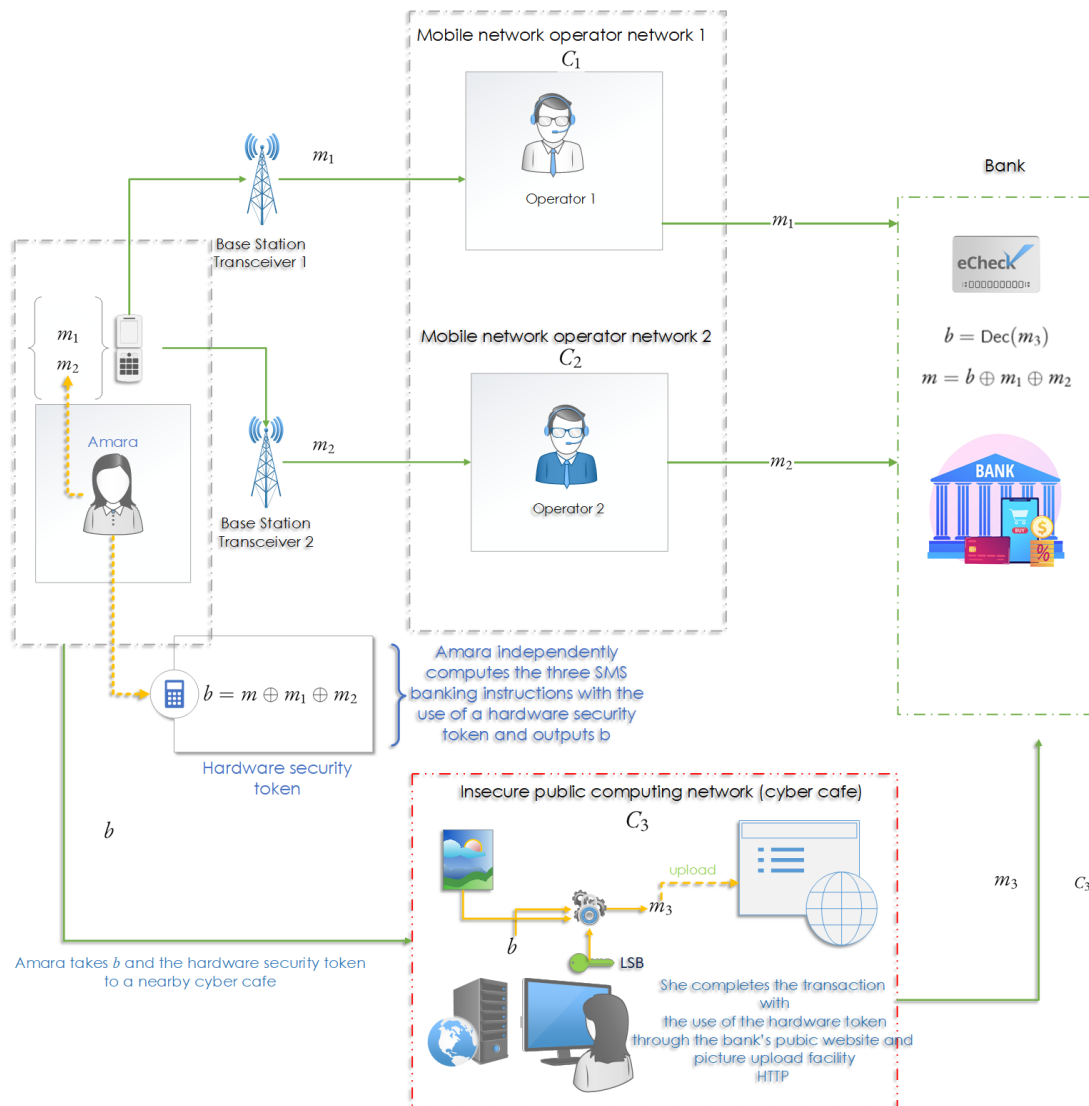 Mobile network operator network 1
C₁
m₁
Operator 1
m₁
Bank
Base Station
Transceiver 1
eCheck
m₁
m₂
Mobile network operator network 2
C₂
b = Dec(m₃)
m = b ⊕ m₁ ⊕ m₂
Amara
m₂
Operator 2
m₂
BANK
BUY
$
%
Base Station
Transceiver 2
b = m ⊕ m₁ ⊕ m₂
Amara independently
computes the three SMS
banking instructions with the
use of a hardware security
token and outputs b
Hardware security
token
Insecure public computing network (cyber cafe)
C₃
b
upload
m₃
b
LSB
m₃
C₃
Amara takes b and the hardware security token
to a nearby cyber cafe
She completes the transaction
with
the use of the hardware token
through the bank's pubic website and
picture upload facility
HTTP